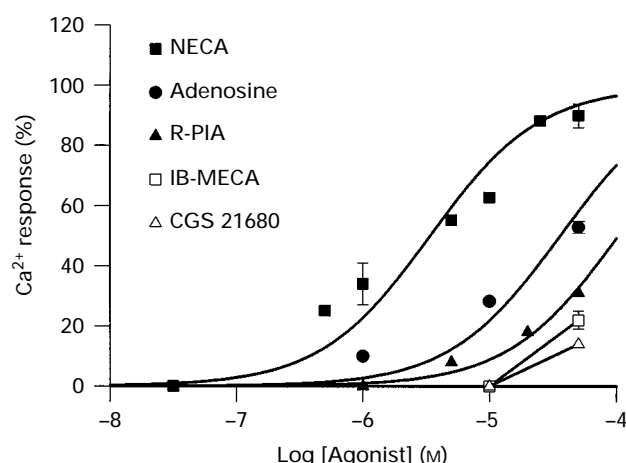 120
100
80
60
40
20
0
Ca²⁺ response (%)
NECA
Adenosine
R-PIA
IB-MECA
CGS 21680
–8
–7
–6
–5
–4
Log [Agonist] (M)